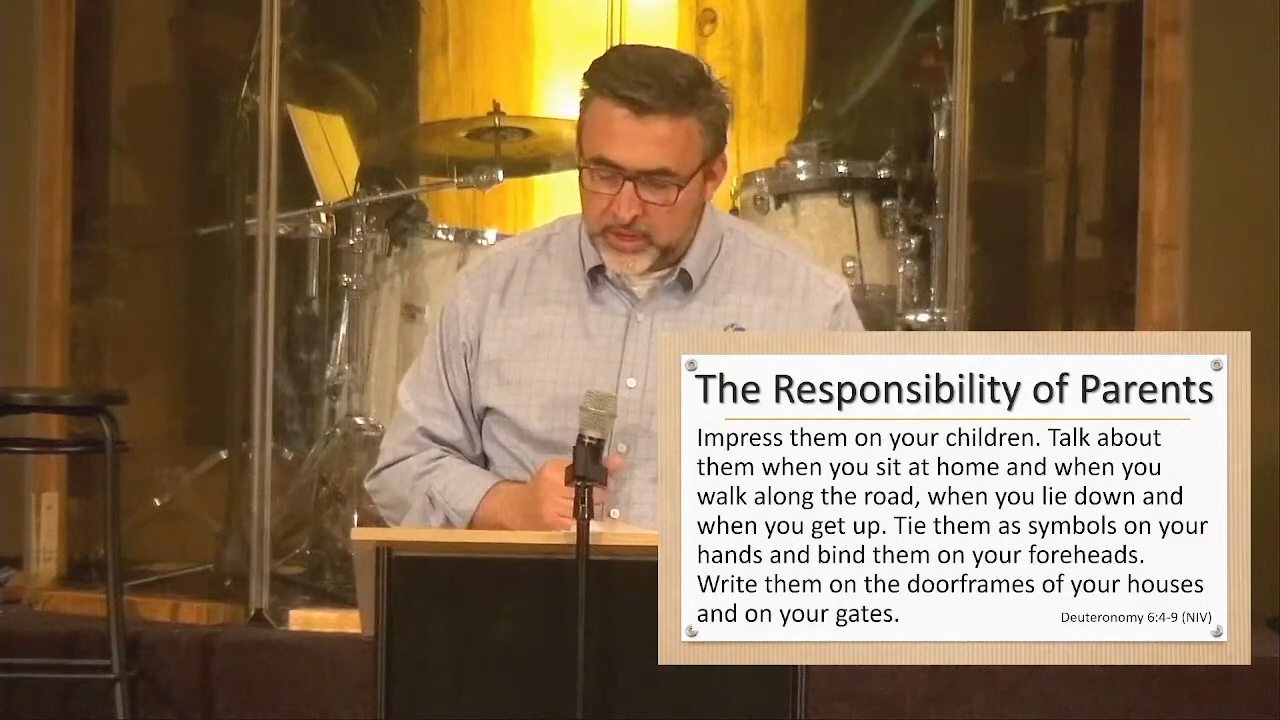 The Responsibility of Parents
Impress them on your children. Talk about
them when you sit at home and when you
walk along the road, when you lie down and
when you get up. Tie them as symbols on your
hands and bind them on your foreheads.
Write them on the doorframes of your houses
and on your gates.
Deuteronomy 6:4-9 (NIV)